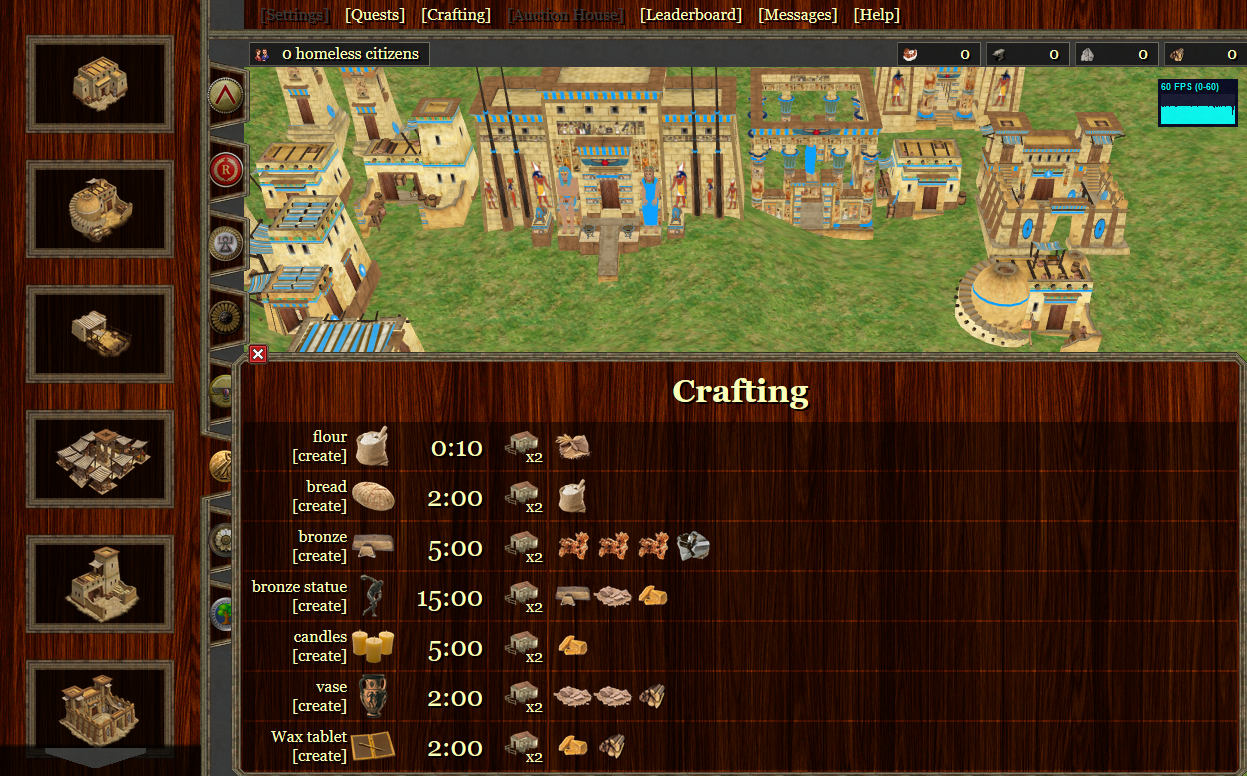 [Settings] [Quests] [Crafting] [Auction House] [Leaderboard] [Messages] [Help]
0 homeless citizens 0 0 0 0
60 FPS (0-60)
R
Crafting
flour
[create] 0:10 x2
bread
[create] 2:00 x2
bronze
[create] 5:00 x2
bronze statue
[create] 15:00 x2
candles
[create] 5:00 x2
vase
[create] 2:00 x2
Wax tablet
[create] 2:00 x2